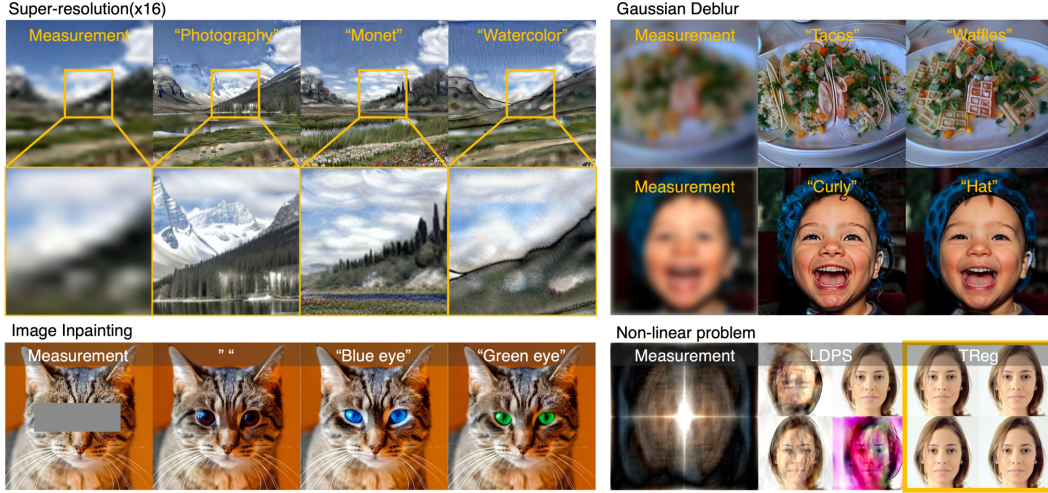 Super-resolution(x16)
Measurement
“Photography”
“Monet”
“Watercolor”
Gaussian Deblur
Measurement
“Tacos”
“Waffles”
Measurement
“Curly”
“Hat”
Image Inpainting
Measurement
” “
“Blue eye”
“Green eye”
Non-linear problem
Measurement
LDPS
TReg